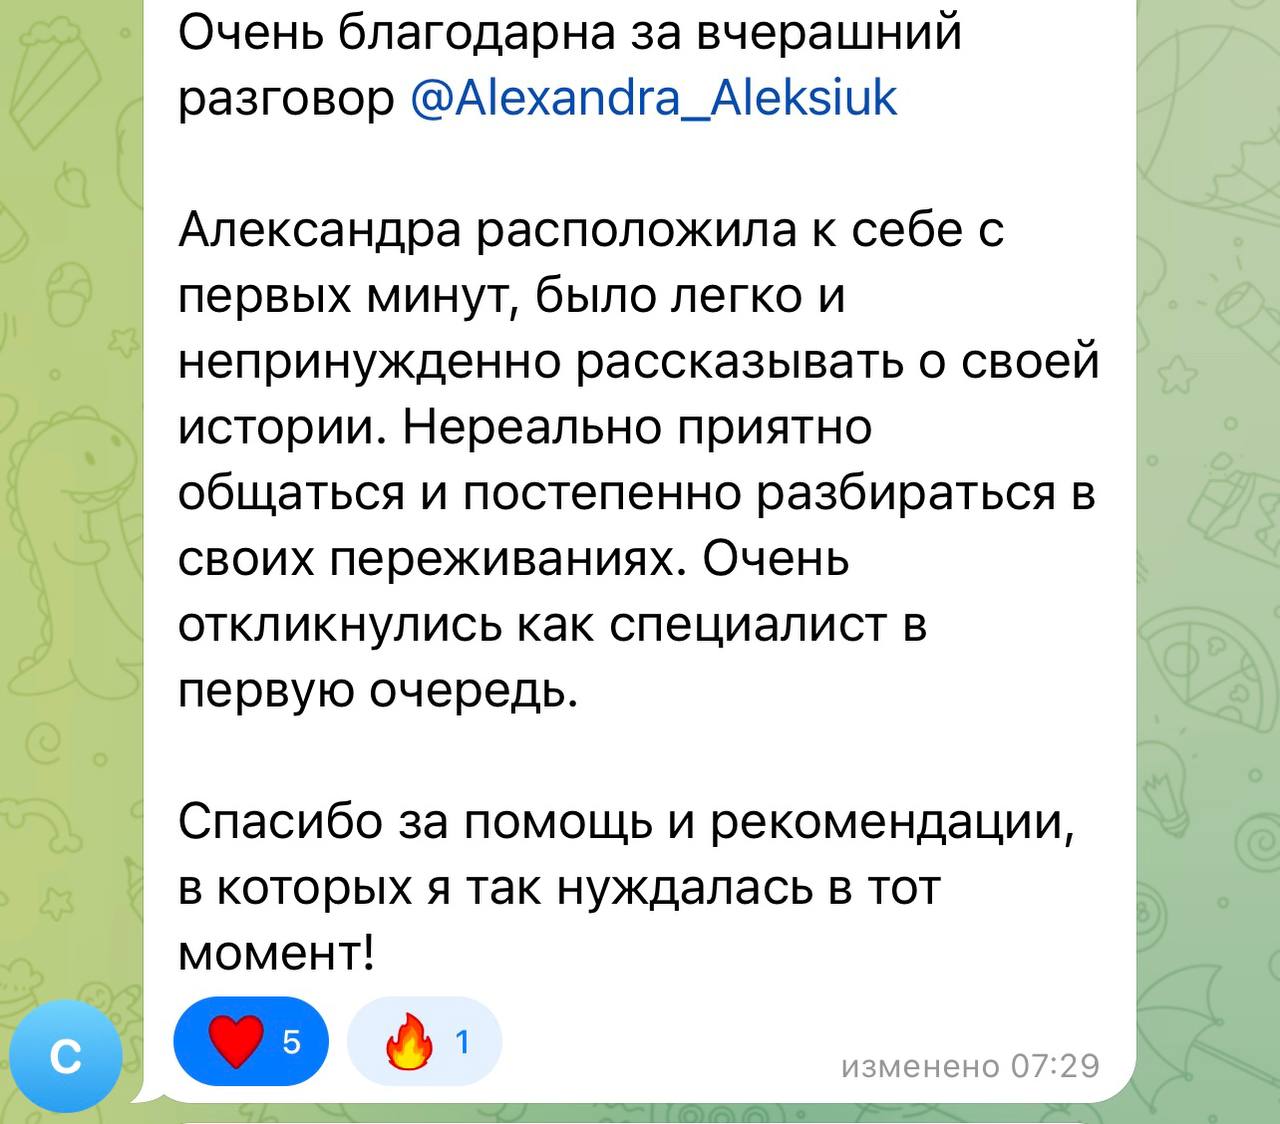 Очень благодарна за вчерашний
разговор @Alexandra_Aleksiuk
Александра расположила к себе с
первых минут, было легко и
непринужденно рассказывать о своей
истории. Нереально приятно
общаться и постепенно разбираться в
своих переживаниях. Очень
откликнулись как специалист в
первую очередь.
Спасибо за помощь и рекомендации,
в которых я так нуждалась в тот
момент!
❤️ 5 🔥 1
изменено 07:29
С